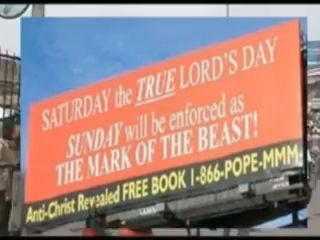 SATURDAY the TRUE LORD'S DAY
SUNDAY will be enforced as
THE MARK OF THE BEAST!
Anti-Christ Revealed FREE BOOK 1-866-POPE-MMM